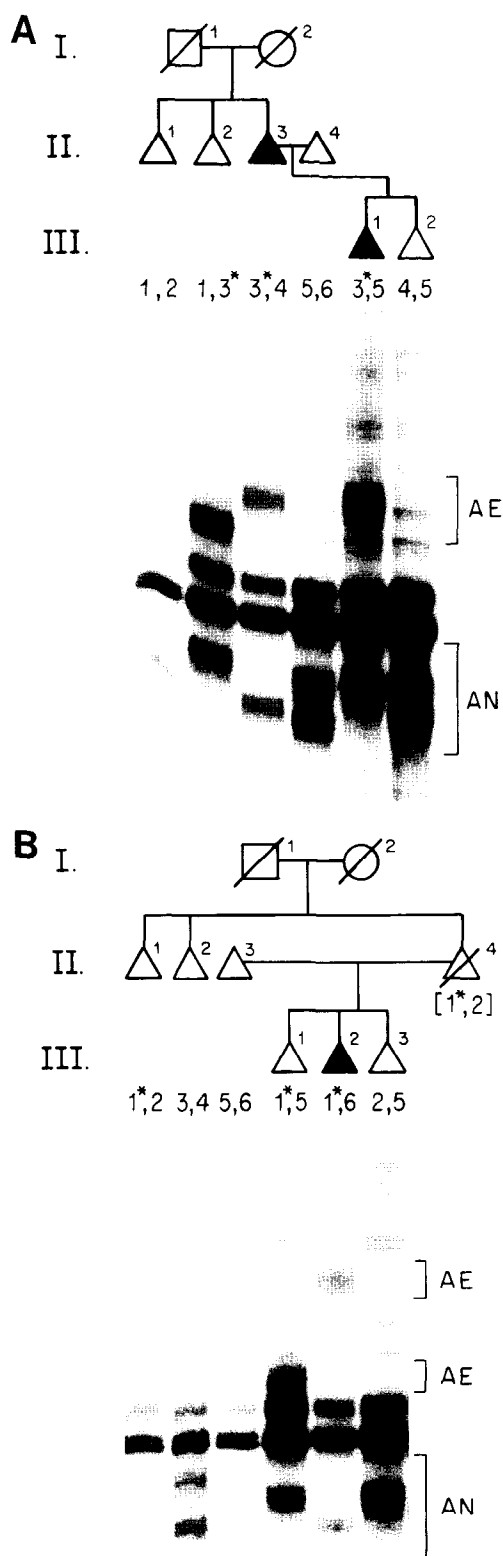 A
I. 1 2
II. 1 2 3 4
III. 1 2
1,2 1,3* 3*,4 5,6 3*,5 4,5
AE
AN
B
I. 1 2
II. 1 2 3 4
[1*,2]
III. 1 2 3
1*,2 3,4 5,6 1*,5 1*,6 2,5
AE
AE
AN